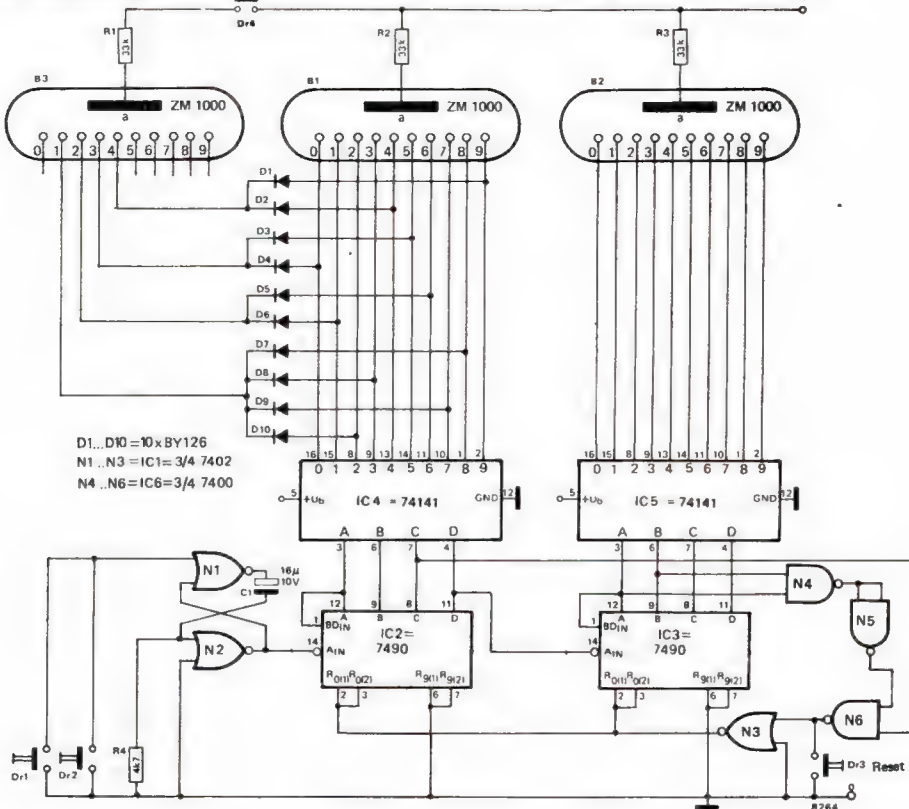 Dr4
R1
33k
R2
33k
R3
33k
B3
ZM 1000
a
0 1 2 3 4 5 6 7 8 9
B1
ZM 1000
a
0 1 2 3 4 5 6 7 8 9
B2
ZM 1000
a
0 1 2 3 4 5 6 7 8 9
D1
D2
D3
D4
D5
D6
D7
D8
D9
D10
D1...D10=10xBY126
N1..N3=IC1=3/4 7402
N4..N6=IC6=3/4 7400
16 15 8 9 13 14 11 10 1 2
0 1 2 3 4 5 6 7 8 9
5
+Ub
IC4 = 74141
GND
12
A B C D
3 6 7 4
16 15 8 9 13 14 11 10 1 2
0 1 2 3 4 5 6 7 8 9
5
+Ub
IC5 = 74141
GND
12
A B C D
3 6 7 4
N1
16µ
10V
C1
N2
12 9 8 11
A B C D
1
BDIN
IC2=
7490
14
AIN
R0(1) R0(2) R9(1) R9(2)
2 3 6 7
12 9 8 11
A B C D
1
BDIN
IC3=
7490
14
AIN
R0(1) R0(2) R9(1) R9(2)
2 3 6 7
N4
N5
N6
N3
R4
4k7
Dr1
Dr2
Dr3 Reset
8264
0